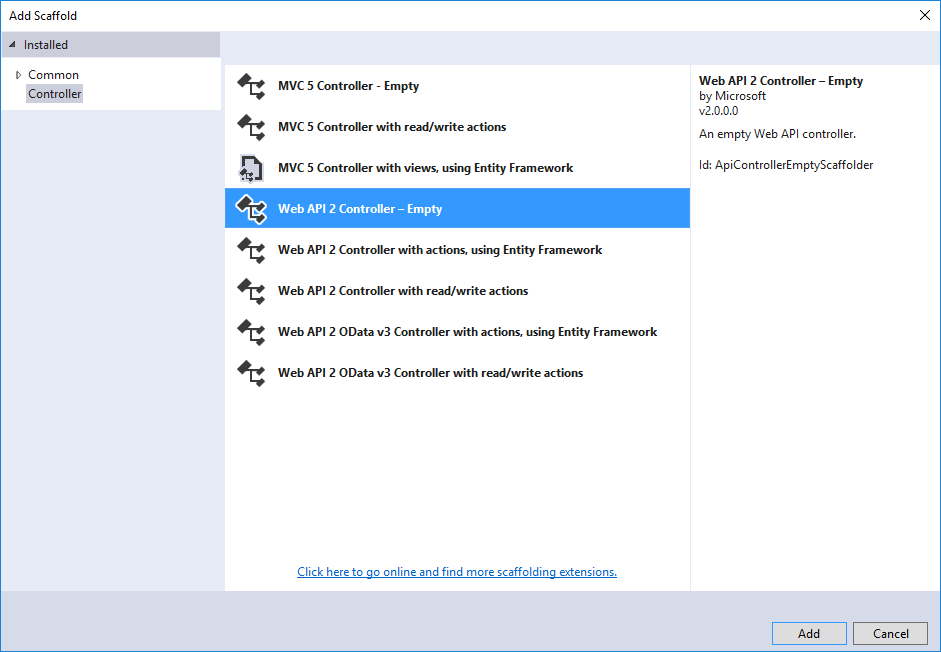 Add Scaffold
Installed
Common
Controller
MVC 5 Controller - Empty
MVC 5 Controller with read/write actions
MVC 5 Controller with views, using Entity Framework
Web API 2 Controller – Empty
Web API 2 Controller with actions, using Entity Framework
Web API 2 Controller with read/write actions
Web API 2 OData v3 Controller with actions, using Entity Framework
Web API 2 OData v3 Controller with read/write actions
Click here to go online and find more scaffolding extensions.
Web API 2 Controller – Empty
by Microsoft
v2.0.0.0
An empty Web API controller.
Id: ApiControllerEmptyScaffolder
Add
Cancel